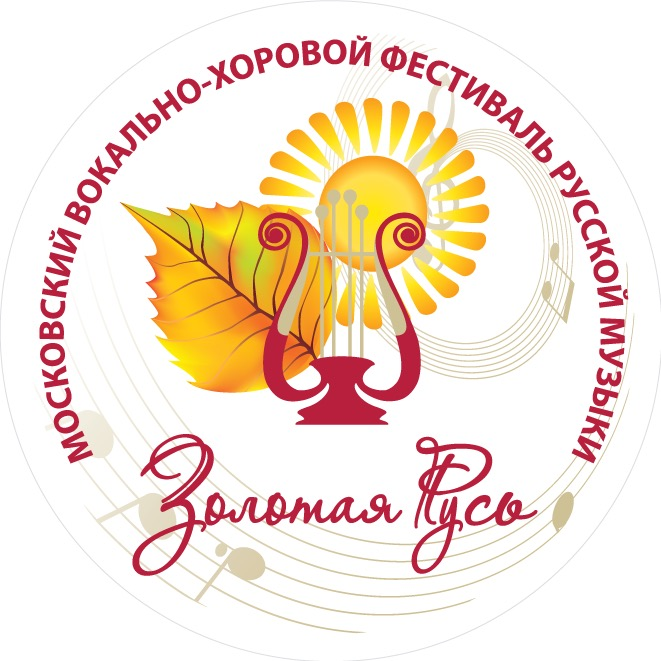 МОСКОВСКИЙ ВОКАЛЬНО-ХОРОВОЙ ФЕСТИВАЛЬ РУССКОЙ МУЗЫКИ
Золотая Русь